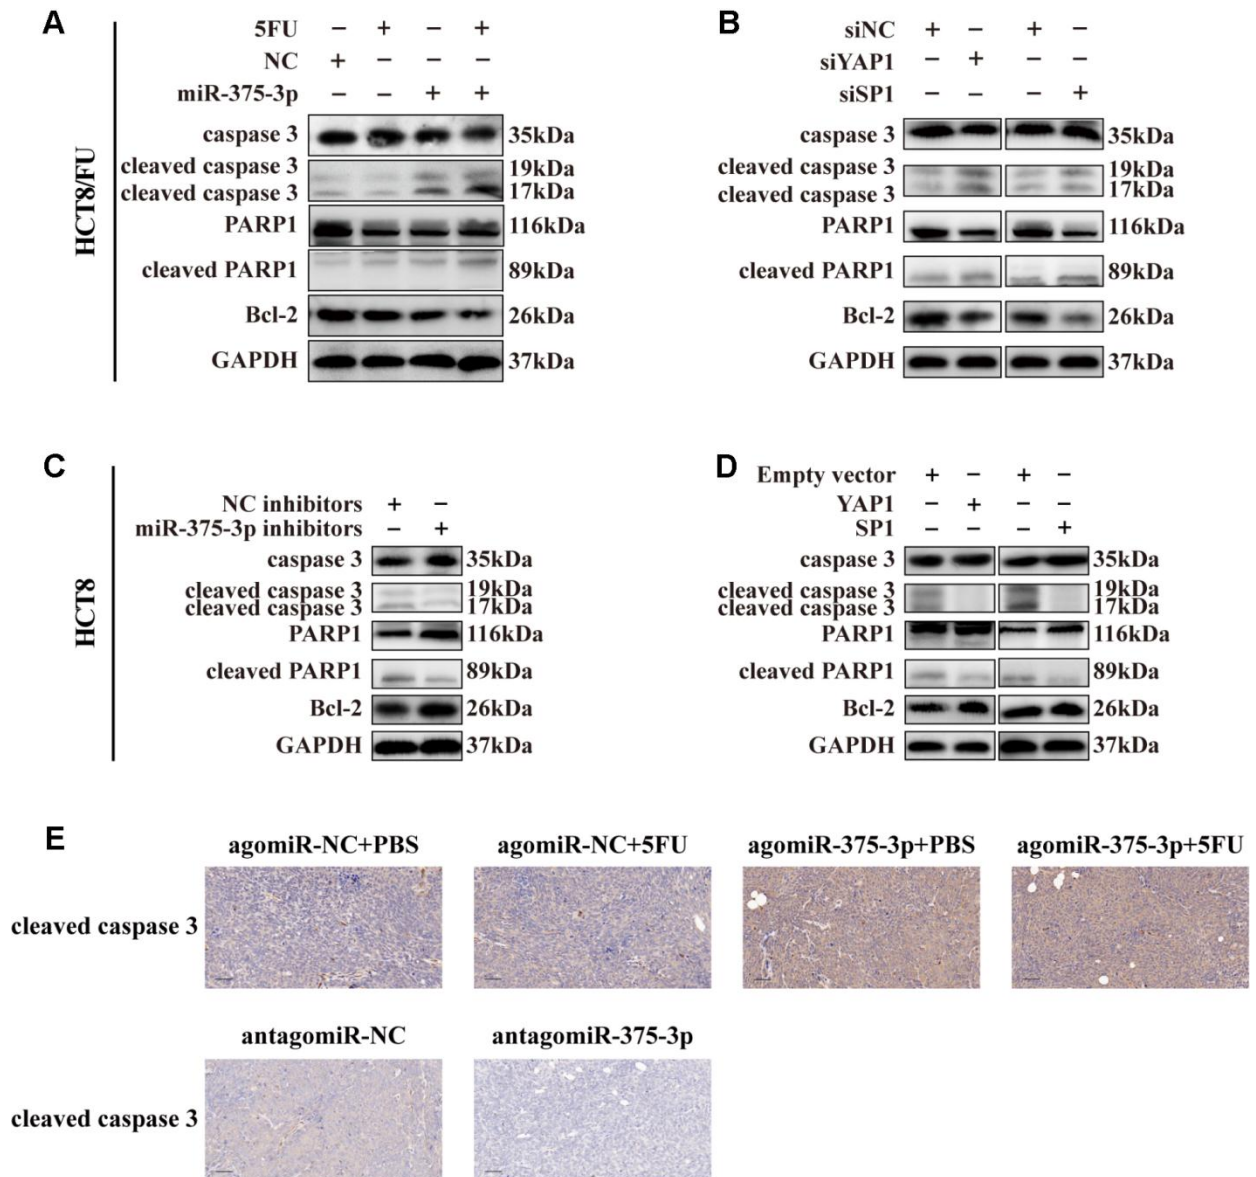 A
5FU − + − +
NC + − − −
miR-375-3p − − + +
HCT8/FU
caspase 3 35kDa
cleaved caspase 3 19kDa
cleaved caspase 3 17kDa
PARP1 116kDa
cleaved PARP1 89kDa
Bcl-2 26kDa
GAPDH 37kDa
B
siNC + − + −
siYAP1 − + − −
siSP1 − − − +
caspase 3 35kDa
cleaved caspase 3 19kDa
cleaved caspase 3 17kDa
PARP1 116kDa
cleaved PARP1 89kDa
Bcl-2 26kDa
GAPDH 37kDa
C
NC inhibitors + −
miR-375-3p inhibitors − +
HCT8
caspase 3 35kDa
cleaved caspase 3 19kDa
cleaved caspase 3 17kDa
PARP1 116kDa
cleaved PARP1 89kDa
Bcl-2 26kDa
GAPDH 37kDa
D
Empty vector + − + −
YAP1 − + − −
SP1 − − − +
caspase 3 35kDa
cleaved caspase 3 19kDa
cleaved caspase 3 17kDa
PARP1 116kDa
cleaved PARP1 89kDa
Bcl-2 26kDa
GAPDH 37kDa
E
agomiR-NC+PBS agomiR-NC+5FU agomiR-375-3p+PBS agomiR-375-3p+5FU
cleaved caspase 3
antagomiR-NC antagomiR-375-3p
cleaved caspase 3